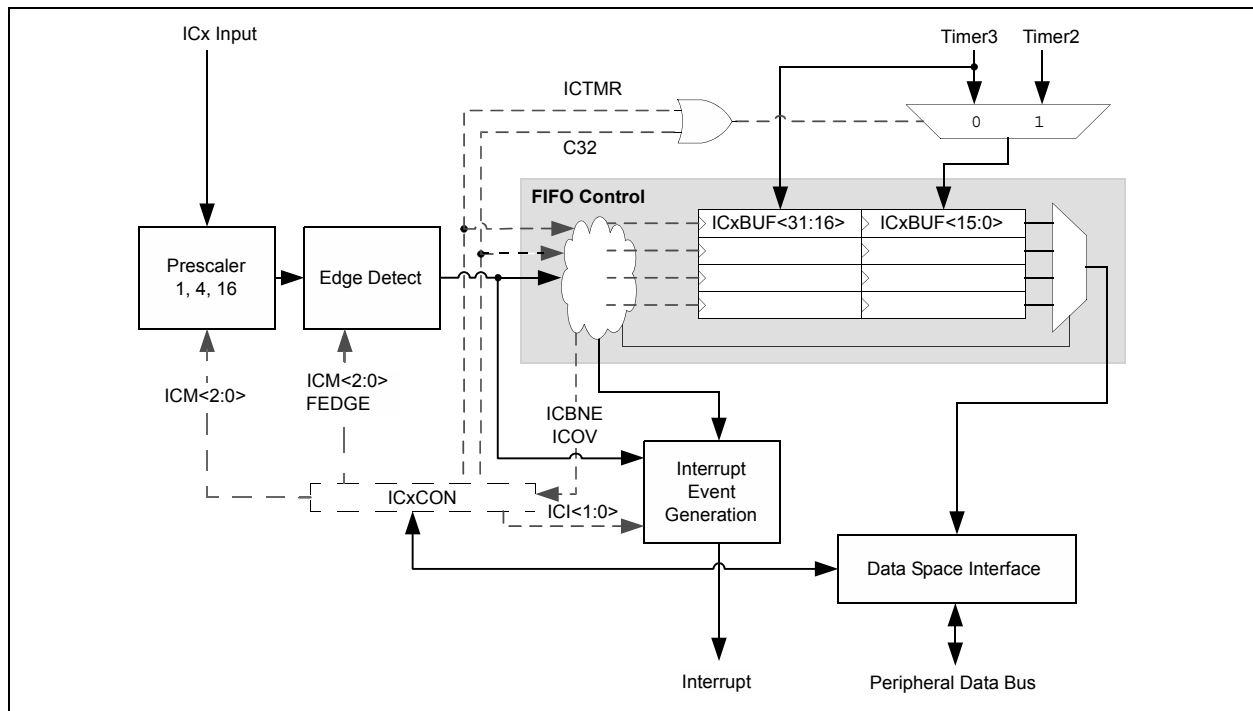 ICx Input
Timer3 Timer2
ICTMR
0 1
C32
FIFO Control
ICxBUF<31:16> ICxBUF<15:0>
Prescaler
1, 4, 16
Edge Detect
ICM<2:0>
ICM<2:0>
FEDGE
ICBNE
ICOV
Interrupt
Event
Generation
ICxCON
ICI<1:0>
Data Space Interface
Interrupt
Peripheral Data Bus